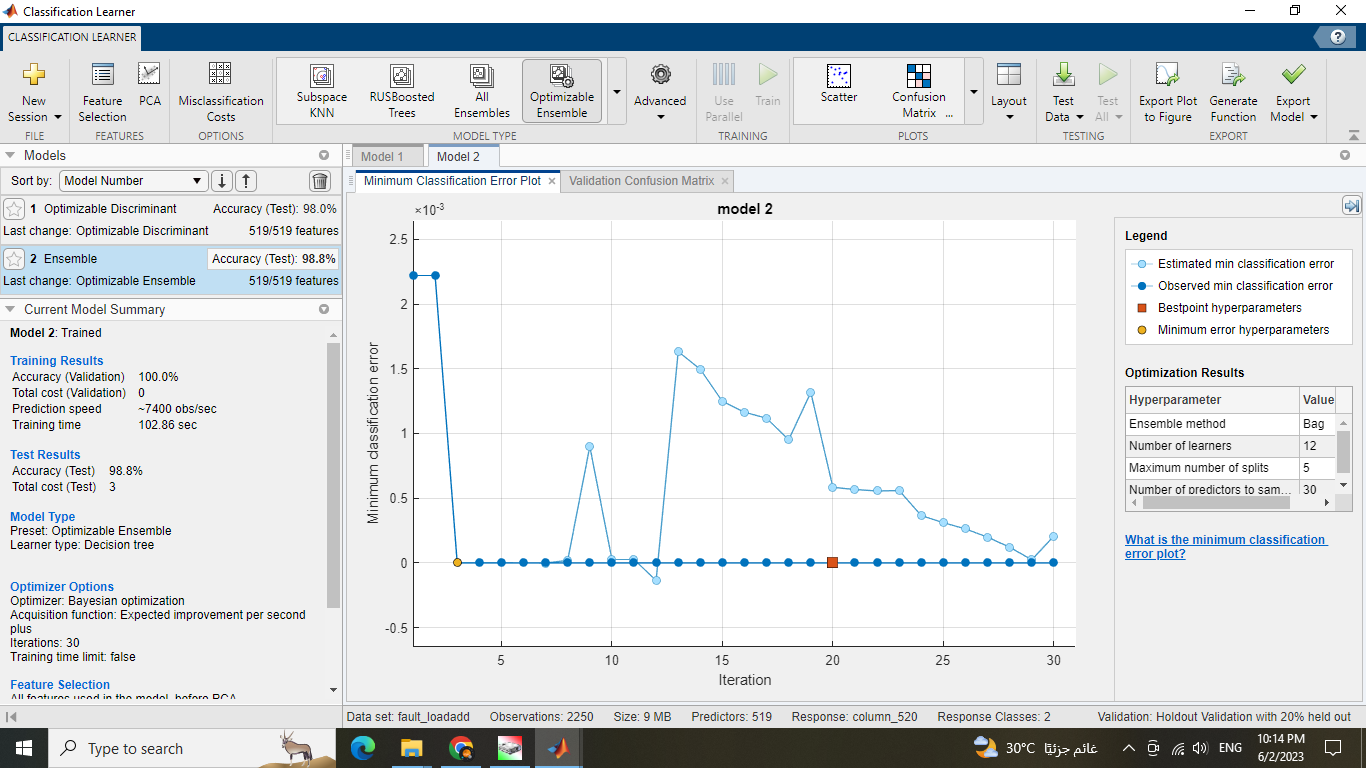 Classification Learner
CLASSIFICATION LEARNER
?
New Session
Feature Selection
PCA
Misclassification Costs
Subspace KNN
RUSBoosted Trees
All Ensembles
Optimizable Ensemble
Advanced
Use Parallel
Train
Scatter
Confusion Matrix ...
Layout
Test Data
Test All
Export Plot to Figure
Generate Function
Export Model
FILE
FEATURES
OPTIONS
MODEL TYPE
TRAINING
PLOTS
TESTING
EXPORT
Models
Sort by: Model Number
1 Optimizable Discriminant Accuracy (Test): 98.0%
Last change: Optimizable Discriminant 519/519 features
2 Ensemble Accuracy (Test): 98.8%
Last change: Optimizable Ensemble 519/519 features
Current Model Summary
Model 2: Trained
Training Results
Accuracy (Validation) 100.0%
Total cost (Validation) 0
Prediction speed ~7400 obs/sec
Training time 102.86 sec
Test Results
Accuracy (Test) 98.8%
Total cost (Test) 3
Model Type
Preset: Optimizable Ensemble
Learner type: Decision tree
Optimizer Options
Optimizer: Bayesian optimization
Acquisition function: Expected improvement per second
plus
Iterations: 30
Training time limit: false
Feature Selection
All features used in the model, before PCA
Model 1
Model 2
Minimum Classification Error Plot
Validation Confusion Matrix
×10-3
model 2
2.5
2
1.5
1
0.5
0
-0.5
Minimum classification error
5 10 15 20 25 30
Iteration
Legend
Estimated min classification error
Observed min classification error
Bestpoint hyperparameters
Minimum error hyperparameters
Optimization Results
Hyperparameter Value
Ensemble method Bag
Number of learners 12
Maximum number of splits 5
Number of predictors to sam... 30
What is the minimum classification
error plot?
Data set: fault_loadadd Observations: 2250 Size: 9 MB Predictors: 519 Response: column_520 Response Classes: 2 Validation: Holdout Validation with 20% held out
Type to search
30°C غائم جزئيًا
ENG
10:14 PM
6/2/2023